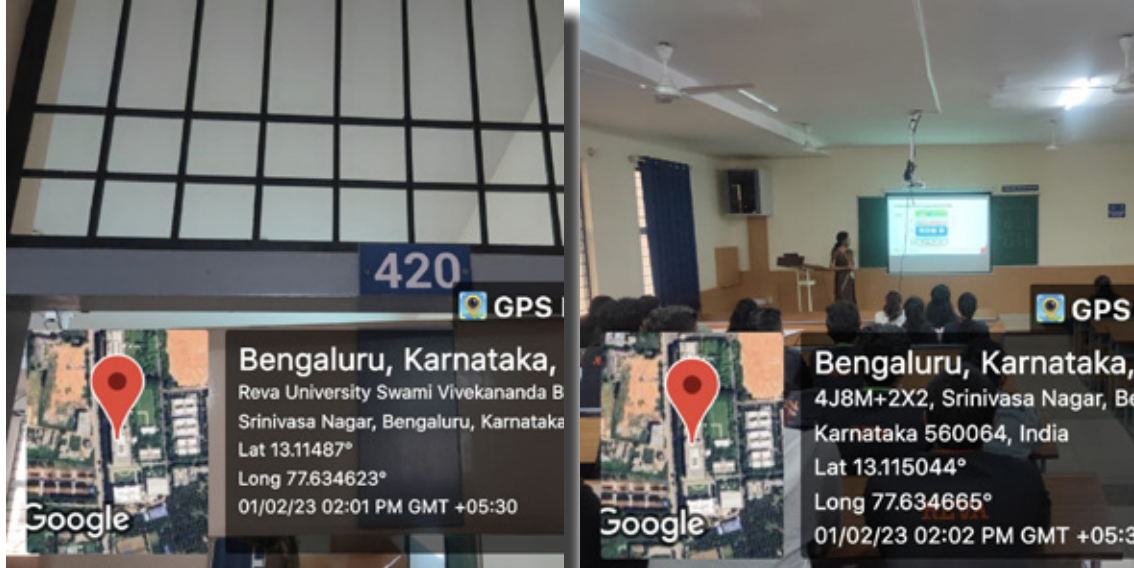 420
GPS
Bengaluru, Karnataka,
Reva University Swami Vivekananda B
Srinivasa Nagar, Bengaluru, Karnataka
Lat 13.11487°
Long 77.634623°
01/02/23 02:01 PM GMT +05:30
Google
GPS
Bengaluru, Karnataka,
4J8M+2X2, Srinivasa Nagar, Be
Karnataka 560064, India
Lat 13.115044°
Long 77.634665°
01/02/23 02:02 PM GMT +05:3
Google
REVA